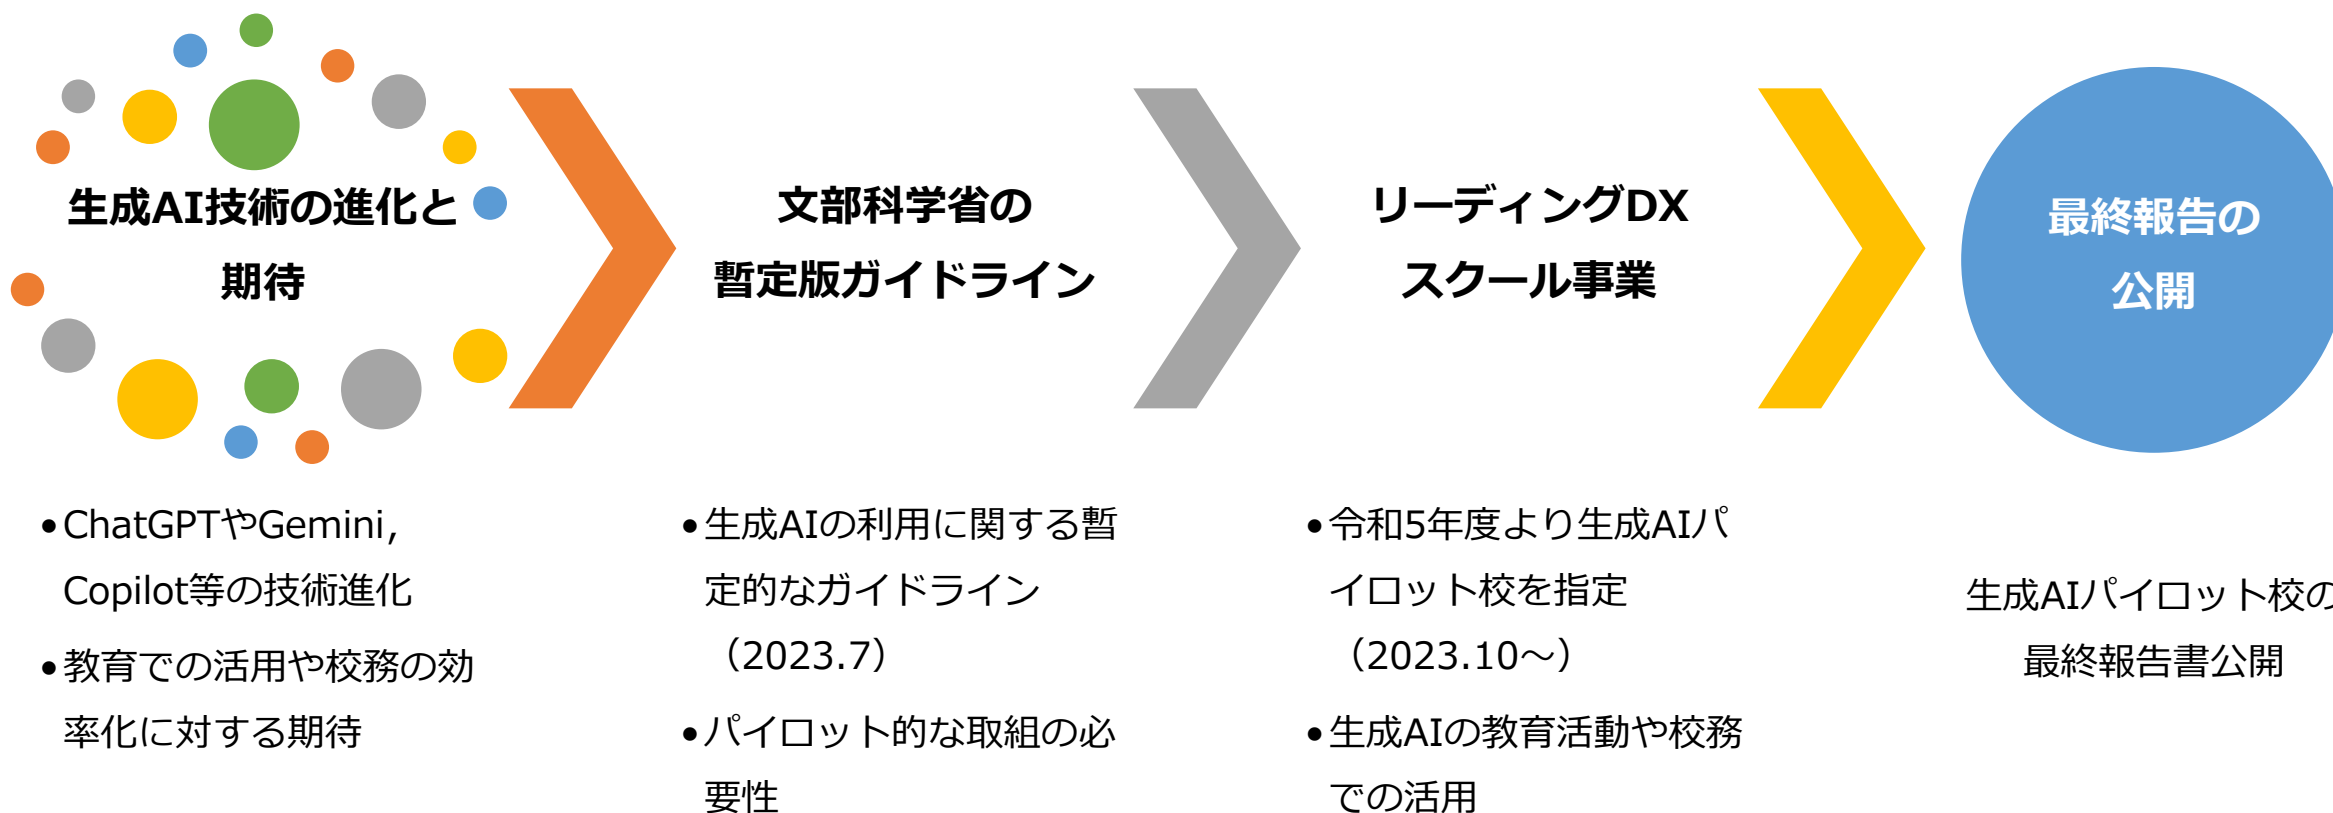 生成AI技術の進化と
期待
文部科学省の
暫定版ガイドライン
リーディングDX
スクール事業
最終報告の
公開
•ChatGPTやGemini,
Copilot等の技術進化
•教育での活用や校務の効
率化に対する期待
•生成AIの利用に関する暫
定的なガイドライン
（2023.7）
•パイロット的な取組の必
要性
•令和5年度より生成AIパ
イロット校を指定
（2023.10～）
•生成AIの教育活動や校務
での活用
生成AIパイロット校の
最終報告書公開